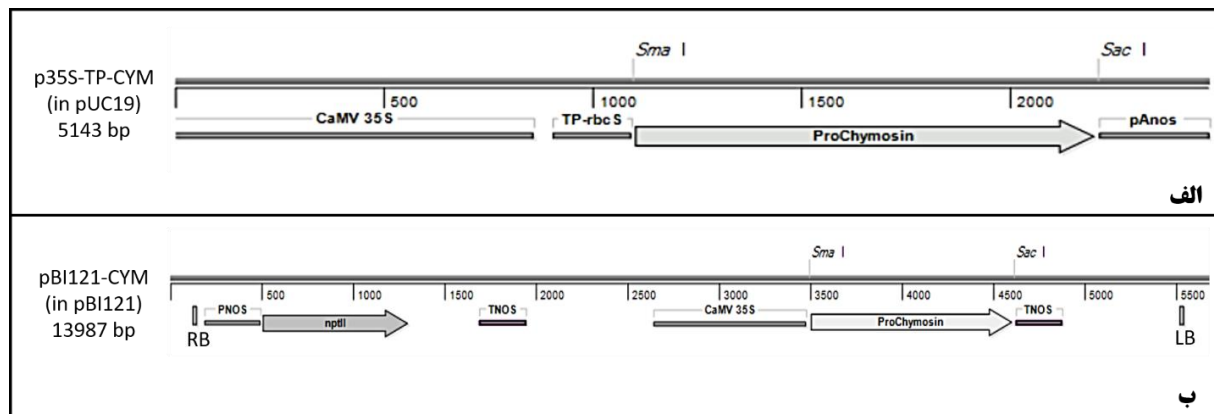 Sma I
Sac I
p35S-TP-CYM
(in pUC19)
5143 bp
500
1000
1500
2000
CaMV 35S
TP-rbcS
ProChymosin
pAnos
الف
Sma I
Sac I
pBI121-CYM
(in pBI121)
13987 bp
500
1000
1500
2000
2500
3000
3500
4000
4500
5000
5500
PNOS
nptII
TNOS
CaMV 35S
ProChymosin
TNOS
RB
LB
ب